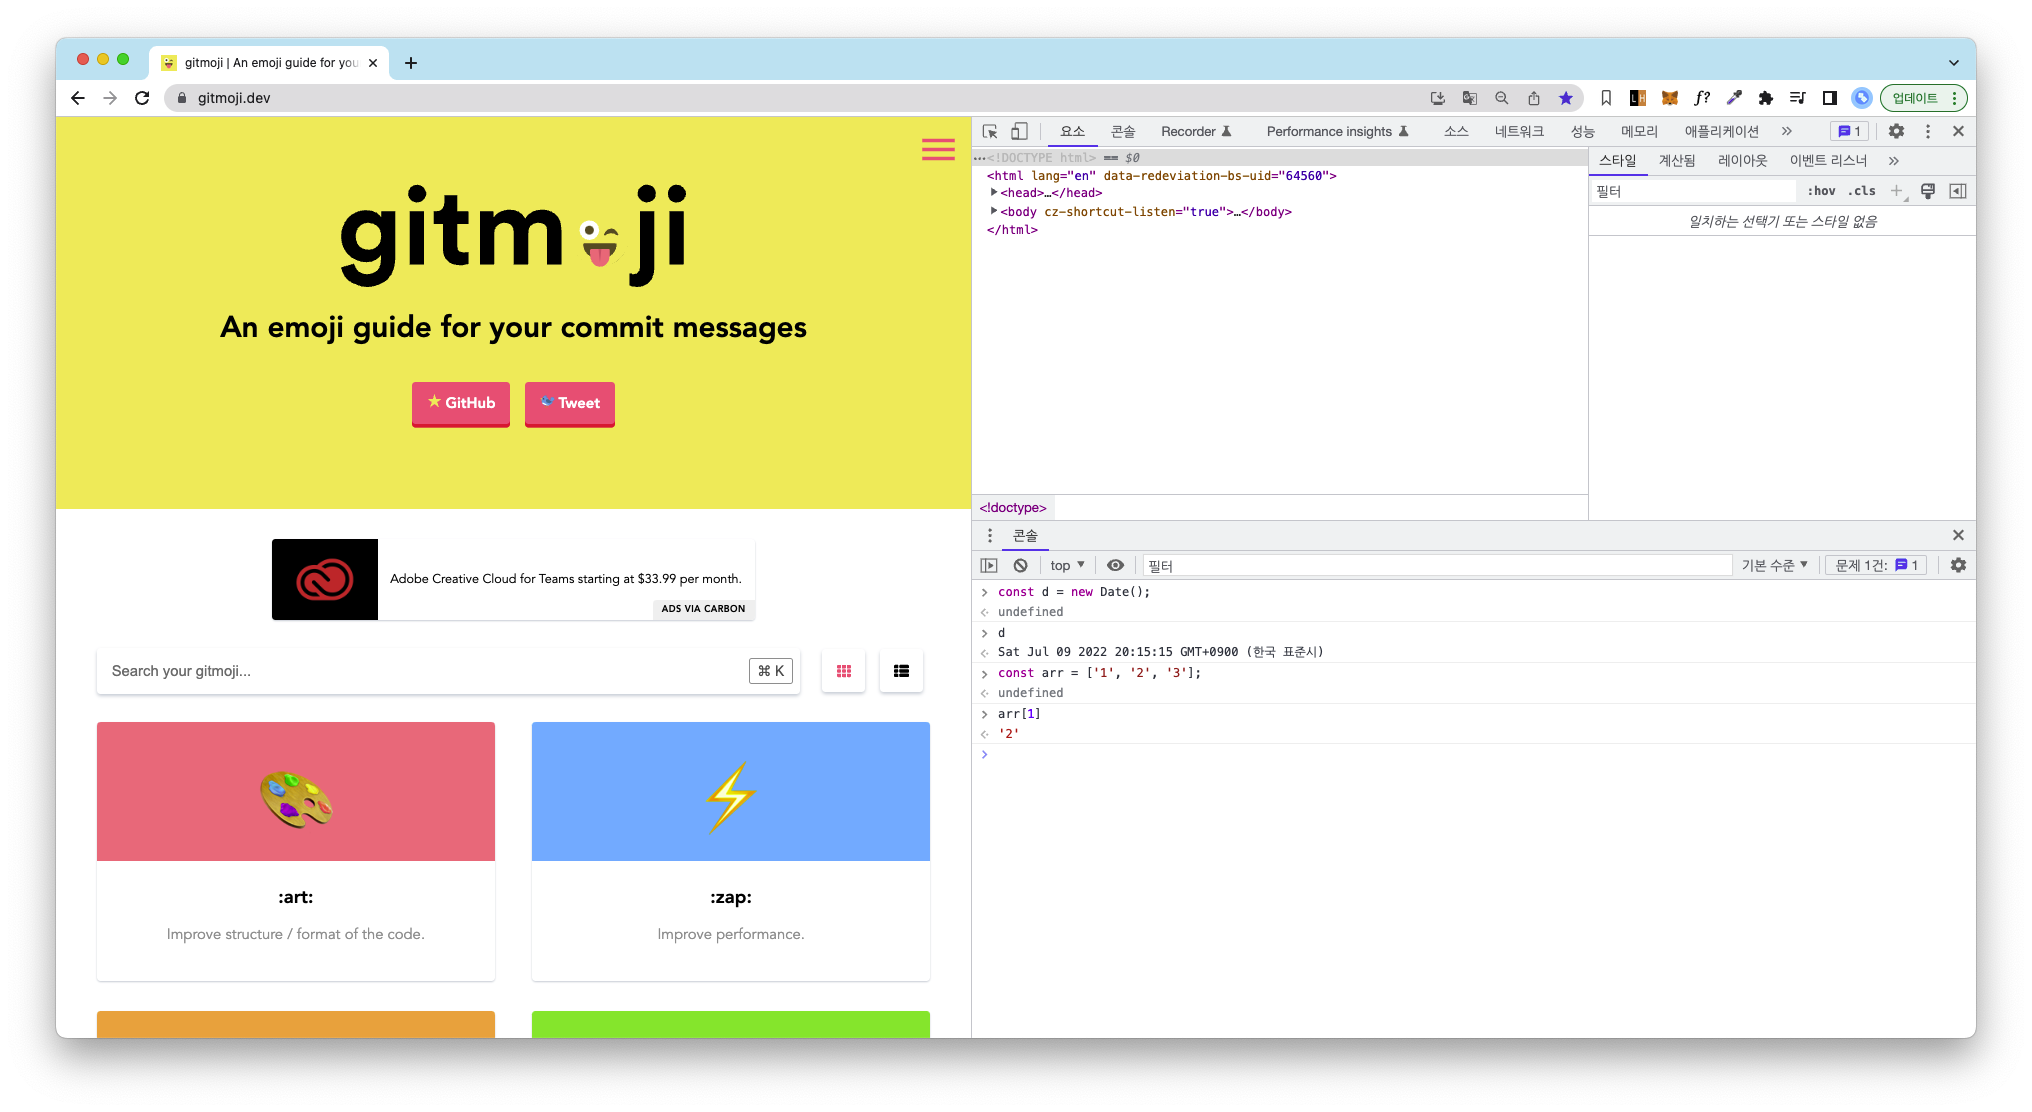 gitmoji | An emoji guide for you
gitmoji.dev
업데이트
gitmoji
An emoji guide for your commit messages
GitHub
Tweet
Adobe Creative Cloud for Teams starting at $33.99 per month.
ADS VIA CARBON
Search your gitmoji...
⌘ K
:art:
Improve structure / format of the code.
:zap:
Improve performance.
요소 콘솔 Recorder Performance insights 소스 네트워크 성능 메모리 애플리케이션 » 1
…<!DOCTYPE html> == $0
<html lang="en" data-redeviation-bs-uid="64560">
<head>…</head>
<body cz-shortcut-listen="true">…</body>
</html>
<!doctype>
스타일 계산됨 레이아웃 이벤트 리스너 »
필터 :hov .cls +
일치하는 선택기 또는 스타일 없음
콘솔
top 필터 기본 수준 문제 1건: 1
const d = new Date();
undefined
d
Sat Jul 09 2022 20:15:15 GMT+0900 (한국 표준시)
const arr = ['1', '2', '3'];
undefined
arr[1]
'2'